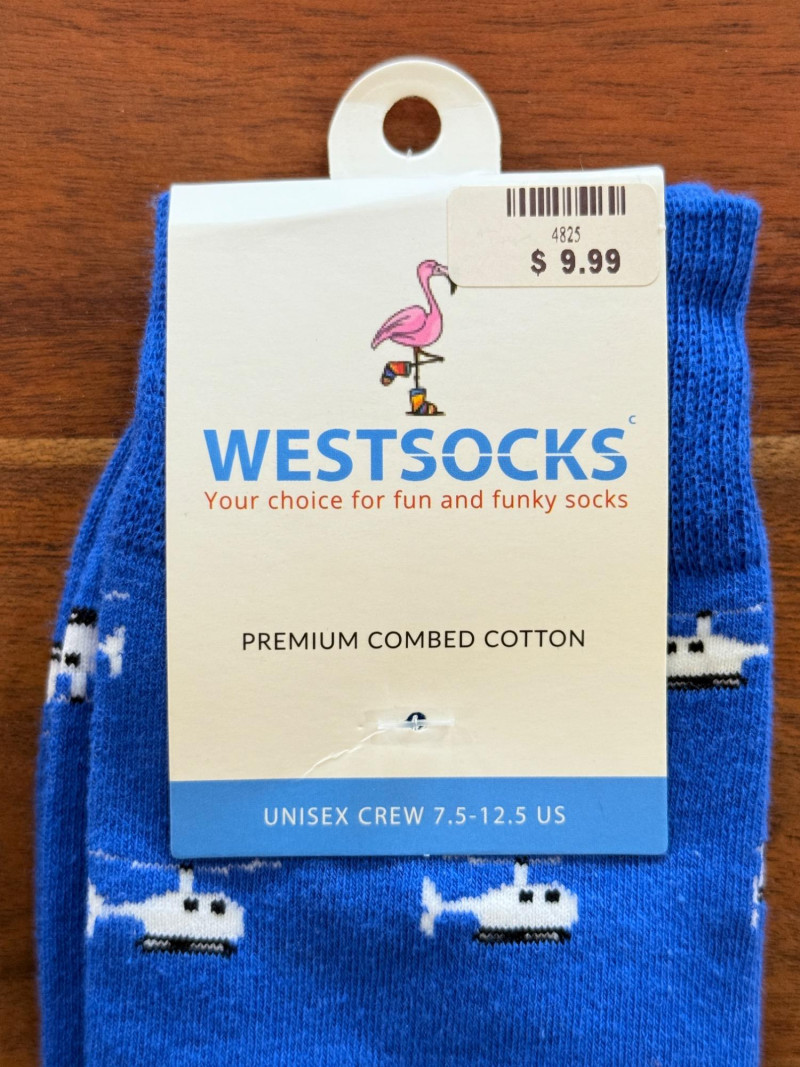 4825
$ 9.99
WESTSOCKS©
Your choice for fun and funky socks
PREMIUM COMBED COTTON
UNISEX CREW 7.5-12.5 US